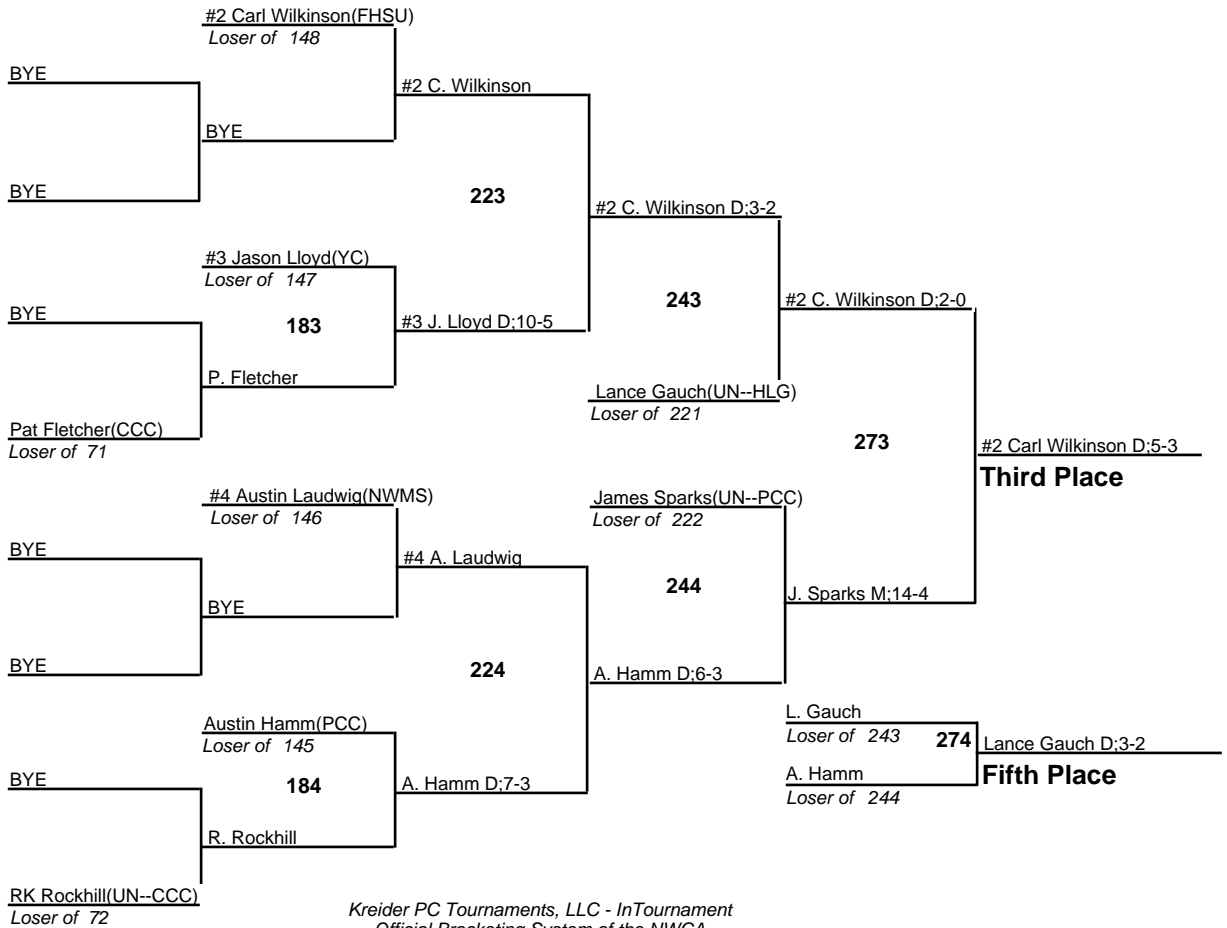 #2 Carl Wilkinson(FHSU)
Loser of 148
BYE
#2 C. Wilkinson
BYE
BYE
223
#2 C. Wilkinson D;3-2
#3 Jason Lloyd(YC)
Loser of 147
BYE
183
#3 J. Lloyd D;10-5
243
#2 C. Wilkinson D;2-0
P. Fletcher
Lance Gauch(UN--HLG)
Loser of 221
Pat Fletcher(CCC)
Loser of 71
273
#2 Carl Wilkinson D;5-3
Third Place
#4 Austin Laudwig(NWMS)
Loser of 146
James Sparks(UN--PCC)
Loser of 222
BYE
#4 A. Laudwig
244
J. Sparks M;14-4
BYE
BYE
224
A. Hamm D;6-3
Austin Hamm(PCC)
Loser of 145
L. Gauch
Loser of 243
274
Lance Gauch D;3-2
Fifth Place
BYE
184
A. Hamm D;7-3
A. Hamm
Loser of 244
R. Rockhill
RK Rockhill(UN--CCC)
Loser of 72
Kreider PC Tournaments, LLC - InTournament
Official Bracketing System of the NWCA